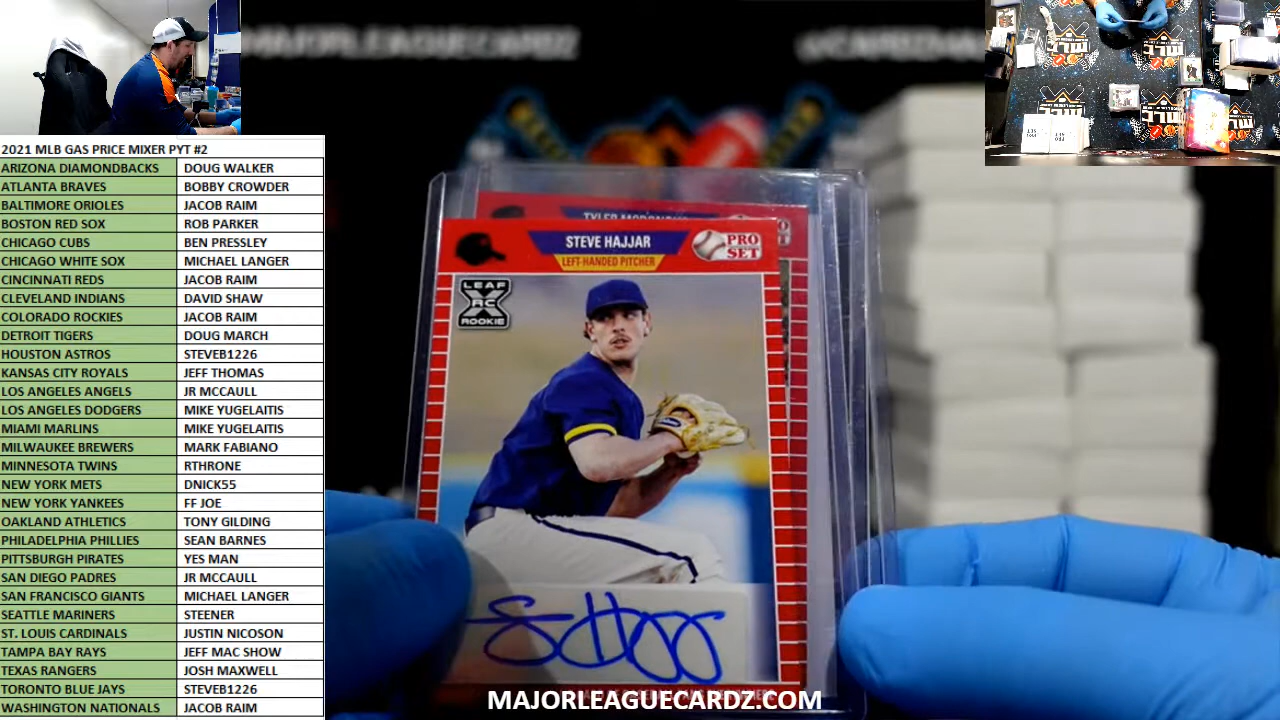 MAJORLEAGUECARDZ
2021 MLB GAS PRICE MIXER PYT #2
ARIZONA DIAMONDBACKS DOUG WALKER
ATLANTA BRAVES BOBBY CROWDER
BALTIMORE ORIOLES JACOB RAIM
BOSTON RED SOX ROB PARKER
CHICAGO CUBS BEN PRESSLEY
CHICAGO WHITE SOX MICHAEL LANGER
CINCINNATI REDS JACOB RAIM
CLEVELAND INDIANS DAVID SHAW
COLORADO ROCKIES JACOB RAIM
DETROIT TIGERS DOUG MARCH
HOUSTON ASTROS STEVEB1226
KANSAS CITY ROYALS JEFF THOMAS
LOS ANGELES ANGELS JR MCCAULL
LOS ANGELES DODGERS MIKE YUGELAITIS
MIAMI MARLINS MIKE YUGELAITIS
MILWAUKEE BREWERS MARK FABIANO
MINNESOTA TWINS RTHRONE
NEW YORK METS DNICK55
NEW YORK YANKEES FF JOE
OAKLAND ATHLETICS TONY GILDING
PHILADELPHIA PHILLIES SEAN BARNES
PITTSBURGH PIRATES YES MAN
SAN DIEGO PADRES JR MCCAULL
SAN FRANCISCO GIANTS MICHAEL LANGER
SEATTLE MARINERS STEENER
ST. LOUIS CARDINALS JUSTIN NICOSON
TAMPA BAY RAYS JEFF MAC SHOW
TEXAS RANGERS JOSH MAXWELL
TORONTO BLUE JAYS STEVEB1226
WASHINGTON NATIONALS JACOB RAIM
TYLER
STEVE HAJJAR
LEFT-HANDED PITCHER
PRO
SET
LEAF
RC
ROOKIE
MAJORLEAGUECARDZ.COM